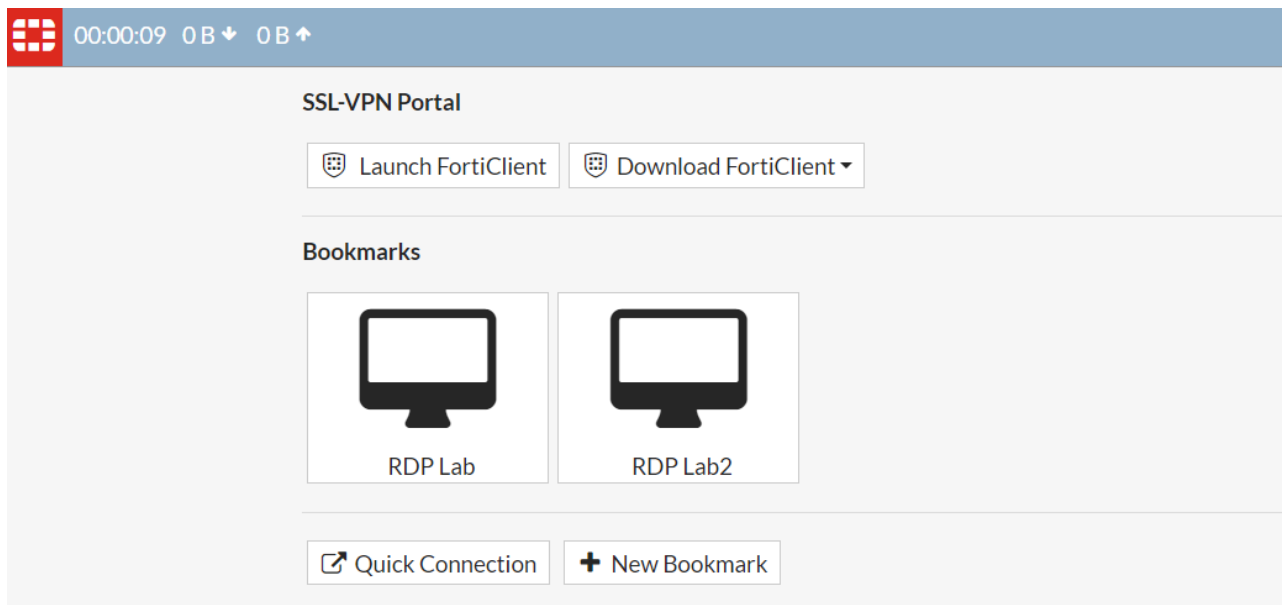 00:00:09 0 B 0 B
SSL-VPN Portal
Launch FortiClient Download FortiClient
Bookmarks
RDP Lab RDP Lab2
Quick Connection New Bookmark